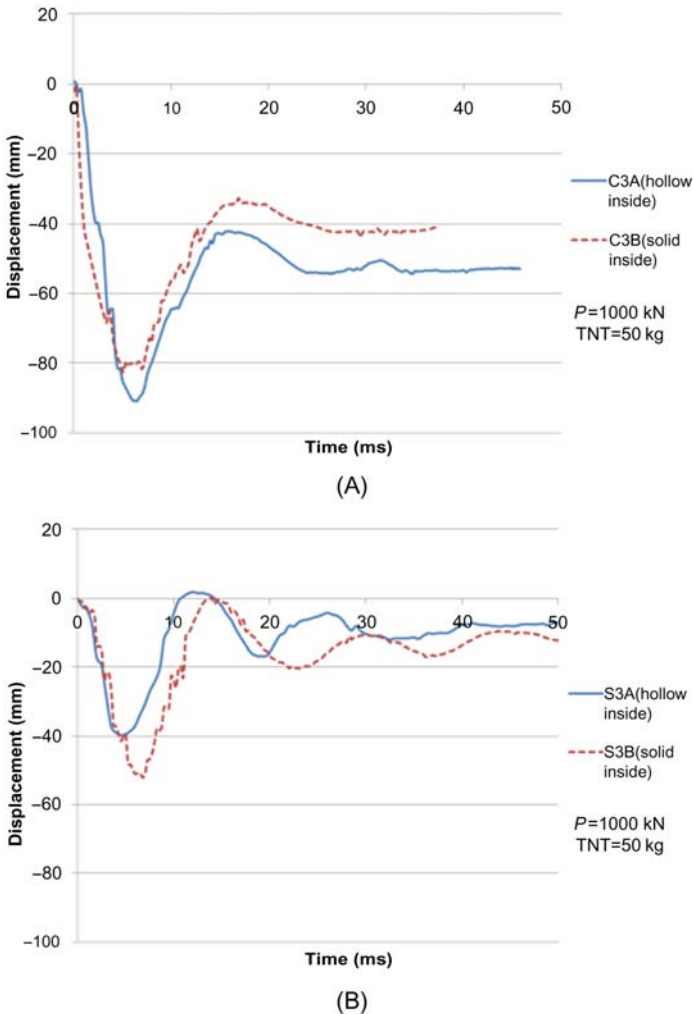 20
0
0 10 20 30 40 50
−20
−40
−60
−80
−100
Displacement (mm)
Time (ms)
C3A(hollow
inside)
C3B(solid
inside)
P=1000 kN
TNT=50 kg
(A)
20
0
0 10 20 30 40 50
−20
−40
−60
−80
−100
Displacement (mm)
Time (ms)
S3A(hollow
inside)
S3B(solid
inside)
P=1000 kN
TNT=50 kg
(B)